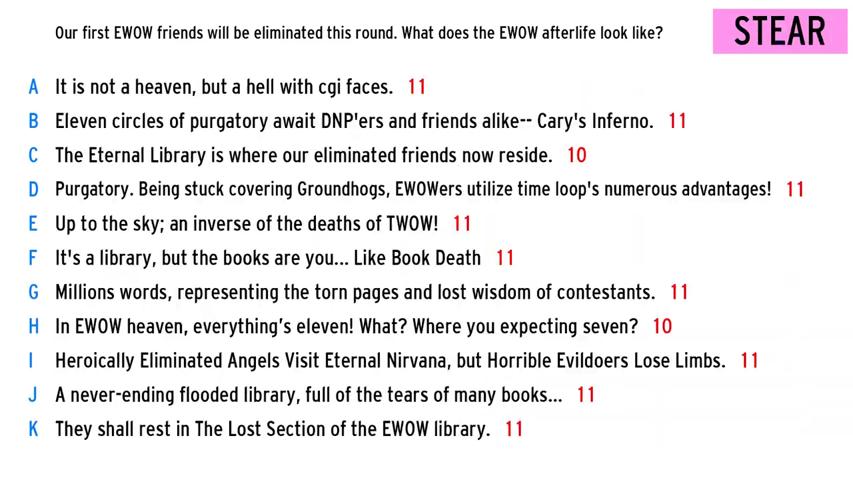 Our first EWOW friends will be eliminated this round. What does the EWOW afterlife look like?
STEAR
A It is not a heaven, but a hell with cgi faces. 11
B Eleven circles of purgatory await DNP'ers and friends alike-- Cary's Inferno. 11
C The Eternal Library is where our eliminated friends now reside. 10
D Purgatory. Being stuck covering Groundhogs, EWOWers utilize time loop's numerous advantages! 11
E Up to the sky; an inverse of the deaths of TWOW! 11
F It's a library, but the books are you... Like Book Death 11
G Millions words, representing the torn pages and lost wisdom of contestants. 11
H In EWOW heaven, everything’s eleven! What? Where you expecting seven? 10
I Heroically Eliminated Angels Visit Eternal Nirvana, but Horrible Evildoers Lose Limbs. 11
J A never-ending flooded library, full of the tears of many books... 11
K They shall rest in The Lost Section of the EWOW library. 11